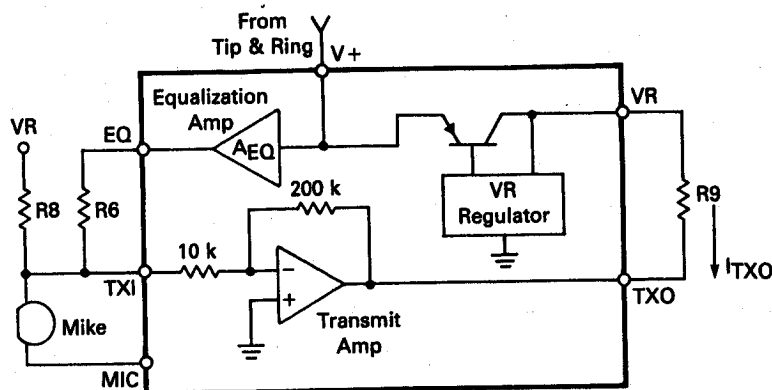 From
Tip & Ring
V+
Equalization
Amp
VR
EQ
AEQ
VR
R8
R6
200 k
VR
Regulator
R9
10 k
ITXO
TXI
TXO
Mike
Transmit
Amp
MIC